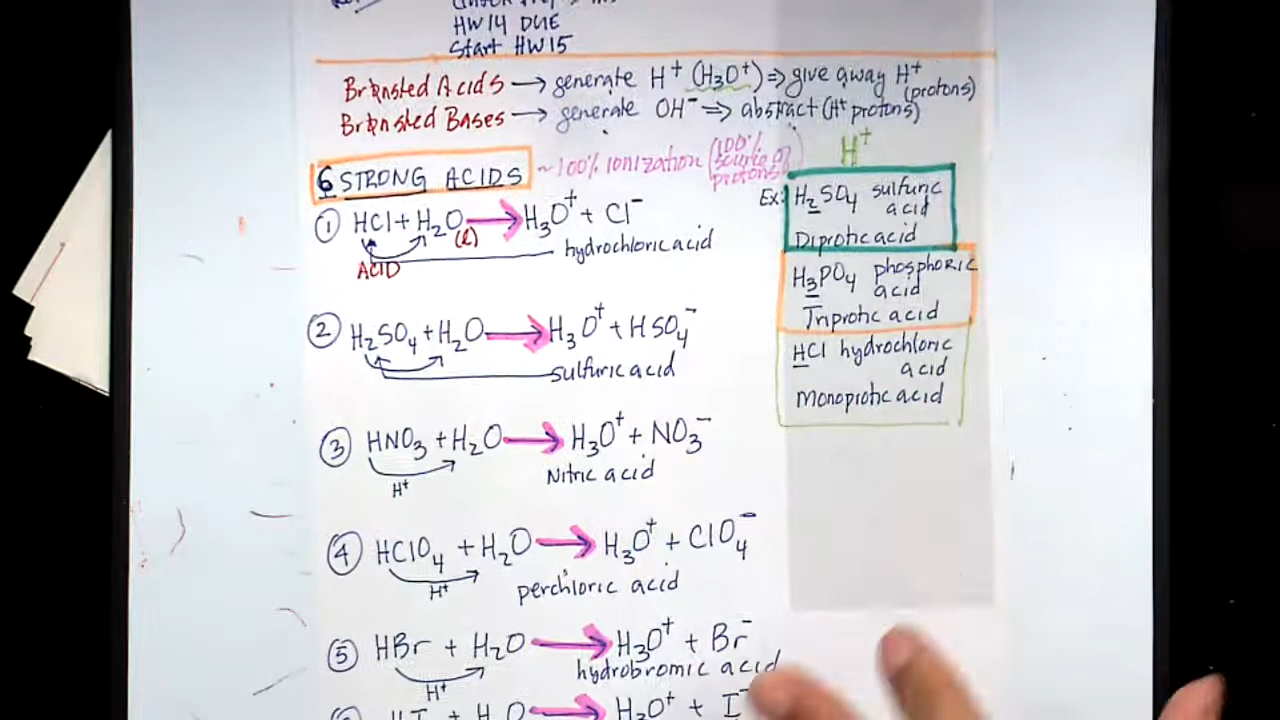 HW14 DUE
Start HW15
Brønsted Acids → generate H⁺ (H₃O⁺) ⇒ give away H⁺ (protons)
Brønsted Bases → generate OH⁻ ⇒ abstract (H⁺ protons)
6 STRONG ACIDS ~100% ionization (100% source of protons)
① HCl + H₂O(l) → H₃O⁺ + Cl⁻
ACID
hydrochloric acid
② H₂SO₄ + H₂O → H₃O⁺ + HSO₄⁻
sulfuric acid
③ HNO₃ + H₂O → H₃O⁺ + NO₃⁻
H⁺
Nitric acid
④ HClO₄ + H₂O → H₃O⁺ + ClO₄⁻
H⁺
perchloric acid
⑤ HBr + H₂O → H₃O⁺ + Br⁻
H⁺
hydrobromic acid
HI + H₂O → H₃O⁺ + I⁻
H⁺
Ex: H₂SO₄ sulfuric
acid
Diprotic acid
H₃PO₄ phosphoric
acid
Triprotic acid
HCl hydrochloric
acid
Monoprotic acid